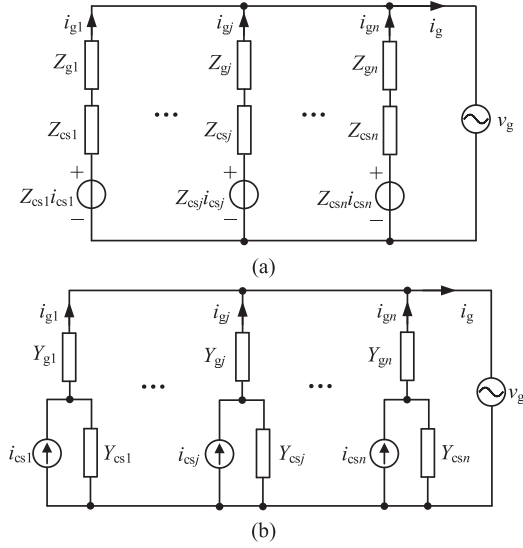 i_g1 i_gj i_gn i_g
Z_g1 Z_gj Z_gn
Z_cs1 ... Z_csj ... Z_csn v_g
+ + +
Z_cs1 i_cs1 Z_csj i_csj Z_csn i_csn
− − −
(a)
i_g1 i_gj i_gn i_g
Y_g1 Y_gj Y_gn
... ... v_g
i_cs1 Y_cs1 i_csj Y_csj i_csn Y_csn
(b)